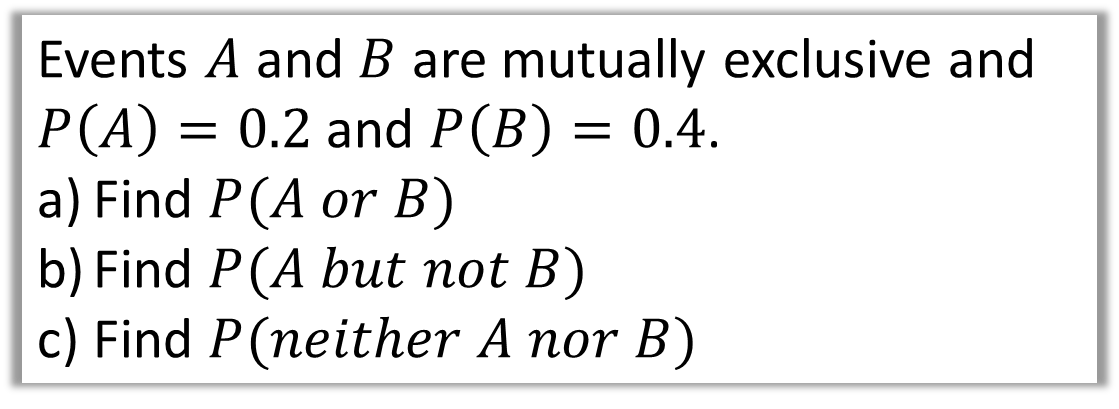 Events A and B are mutually exclusive and
P(A) = 0.2 and P(B) = 0.4.
a) Find P(A or B)
b) Find P(A but not B)
c) Find P(neither A nor B)